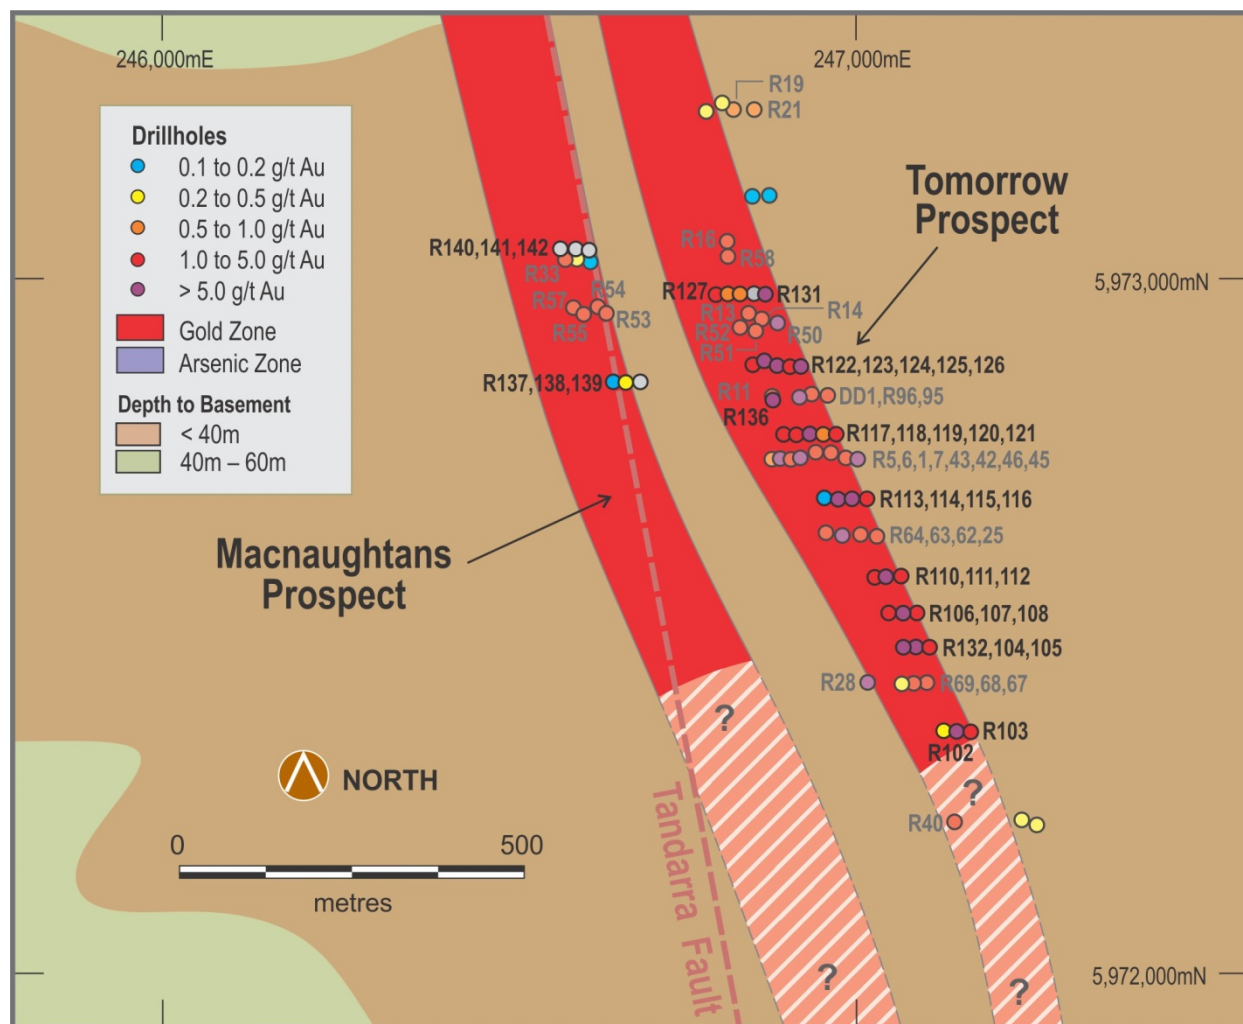 246,000mE
247,000mE
R19
R21
Drillholes
0.1 to 0.2 g/t Au
0.2 to 0.5 g/t Au
0.5 to 1.0 g/t Au
1.0 to 5.0 g/t Au
> 5.0 g/t Au
Gold Zone
Arsenic Zone
Depth to Basement
< 40m
40m – 60m
Tomorrow
Prospect
R140,141,142
R33
R57
R54
R55
R53
R137,138,139
R16
R58
5,973,000mN
R127
R131
R13
R14
R52
R50
R51
R122,123,124,125,126
R11
DD1,R96,95
R136
R117,118,119,120,121
R5,6,1,7,43,42,46,45
R113,114,115,116
R64,63,62,25
Macnaughtans
Prospect
R110,111,112
R106,107,108
R132,104,105
R28
R69,68,67
?
R103
R102
NORTH
?
R40
0
500
metres
Tandarra Fault
?
?
5,972,000mN